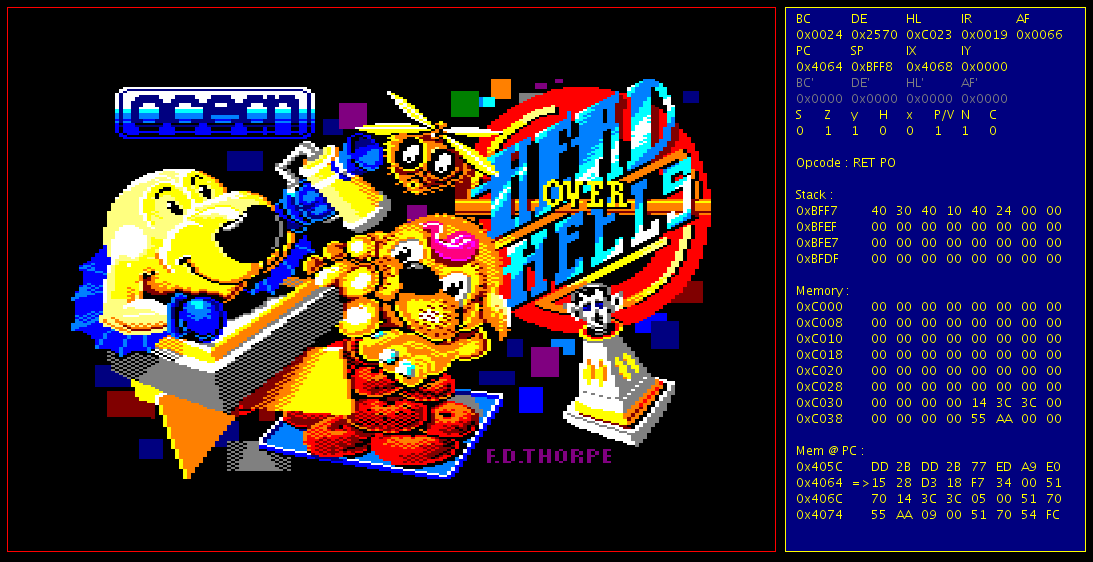 ocean
HEAD
OVER
HEELS
F.D.THORPE
BC DE HL IR AF
0x0024 0x2570 0xC023 0x0019 0x0066
PC SP IX IY
0x4064 0xBFF8 0x4068 0x0000
BC' DE' HL' AF'
0x0000 0x0000 0x0000 0x0000
S Z y H x P/V N C
0 1 1 0 0 1 1 0
Opcode : RET PO
Stack :
0xBFF7 40 30 40 10 40 24 00 00
0xBFEF 00 00 00 00 00 00 00 00
0xBFE7 00 00 00 00 00 00 00 00
0xBFDF 00 00 00 00 00 00 00 00
Memory :
0xC000 00 00 00 00 00 00 00 00
0xC008 00 00 00 00 00 00 00 00
0xC010 00 00 00 00 00 00 00 00
0xC018 00 00 00 00 00 00 00 00
0xC020 00 00 00 00 00 00 00 00
0xC028 00 00 00 00 00 00 00 00
0xC030 00 00 00 00 14 3C 3C 00
0xC038 00 00 00 00 55 AA 00 00
Mem @ PC :
0x405C DD 2B DD 2B 77 ED A9 E0
0x4064 =>15 28 D3 18 F7 34 00 51
0x406C 70 14 3C 3C 05 00 51 70
0x4074 55 AA 09 00 51 70 54 FC